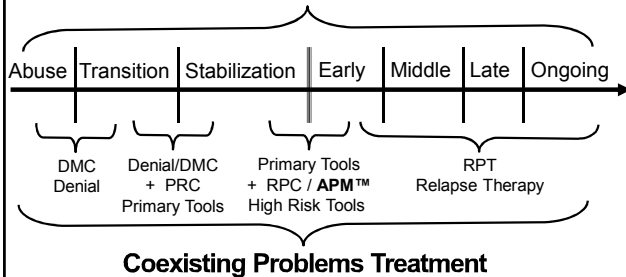 Abuse Transition Stabilization Early Middle Late Ongoing
DMC
Denial
Denial/DMC
+ PRC
Primary Tools
Primary Tools
+ RPC / APM™
High Risk Tools
RPT
Relapse Therapy
Coexisting Problems Treatment